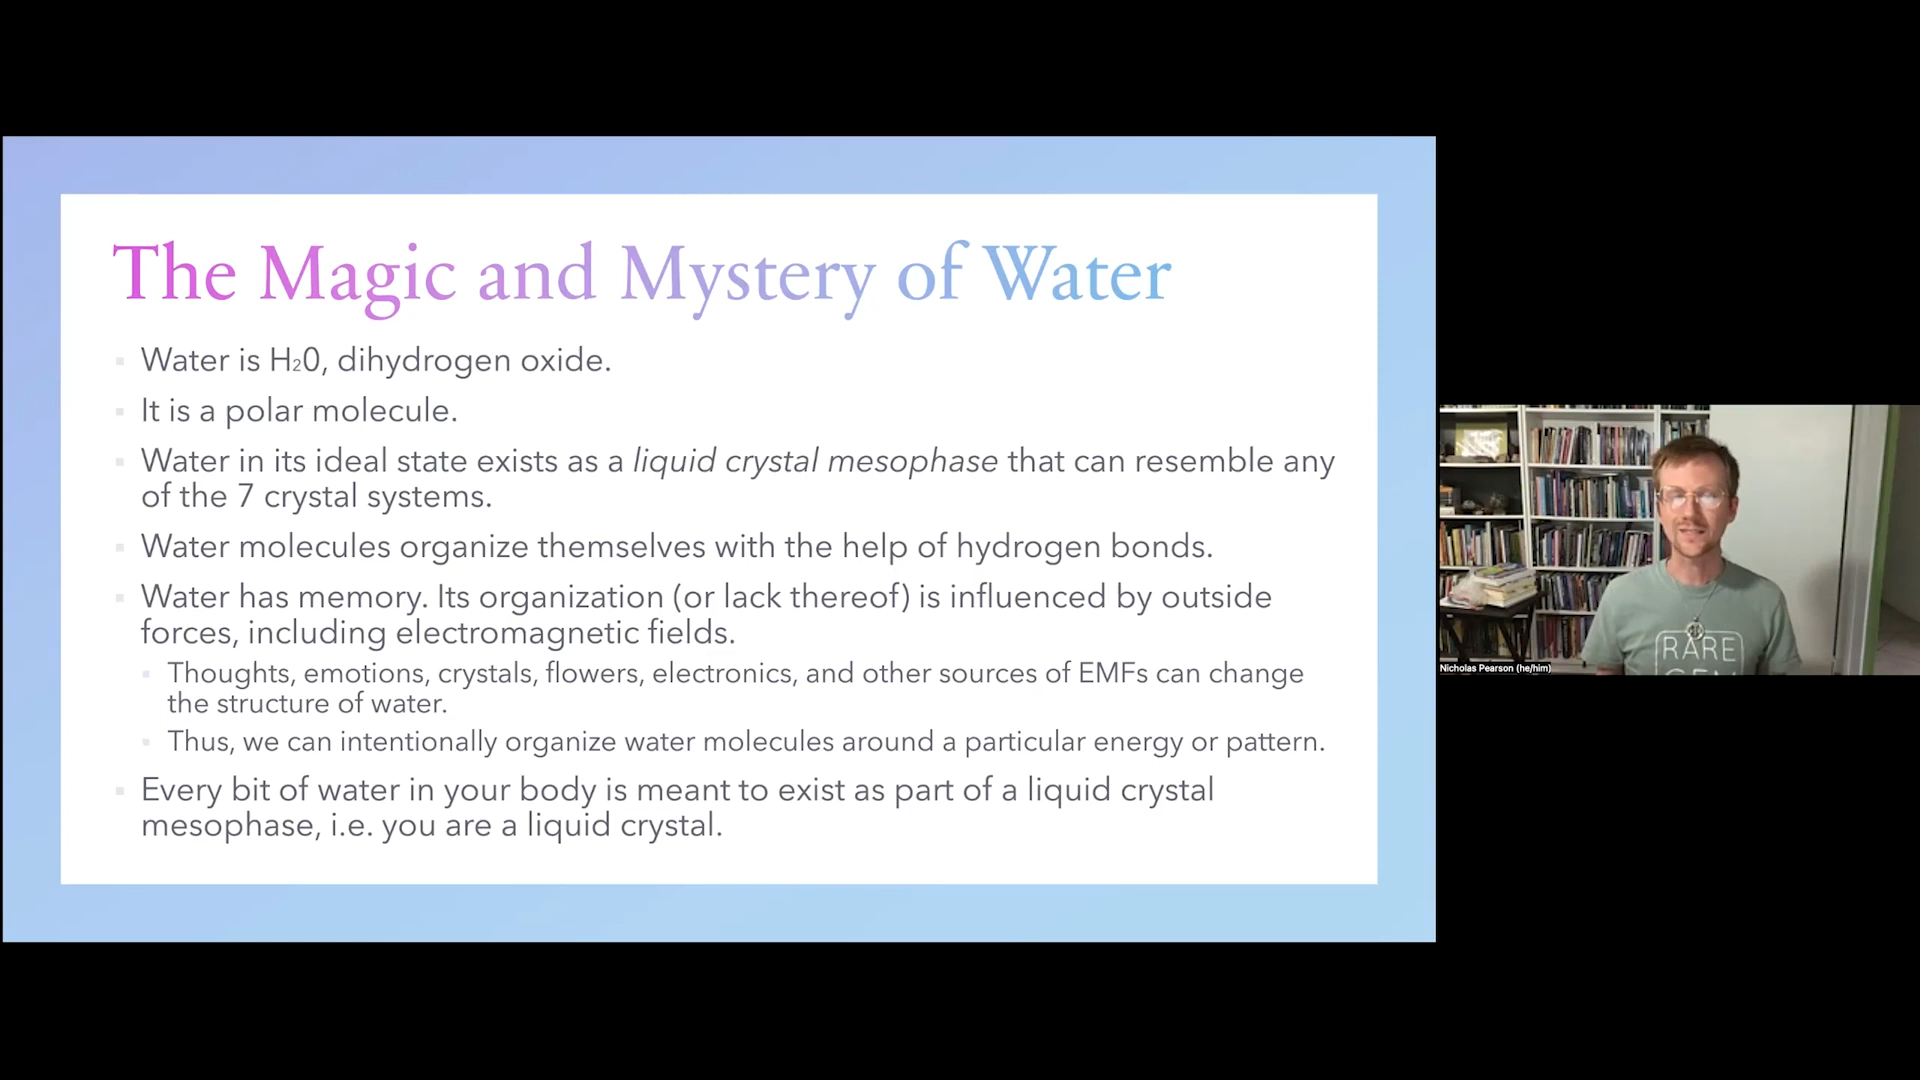 The Magic and Mystery of Water
Water is H₂0, dihydrogen oxide.
It is a polar molecule.
Water in its ideal state exists as a liquid crystal mesophase that can resemble any
of the 7 crystal systems.
Water molecules organize themselves with the help of hydrogen bonds.
Water has memory. Its organization (or lack thereof) is influenced by outside
forces, including electromagnetic fields.
Thoughts, emotions, crystals, flowers, electronics, and other sources of EMFs can change
the structure of water.
Thus, we can intentionally organize water molecules around a particular energy or pattern.
Every bit of water in your body is meant to exist as part of a liquid crystal
mesophase, i.e. you are a liquid crystal.
RARE
GEM
Nicholas Pearson (he/him)